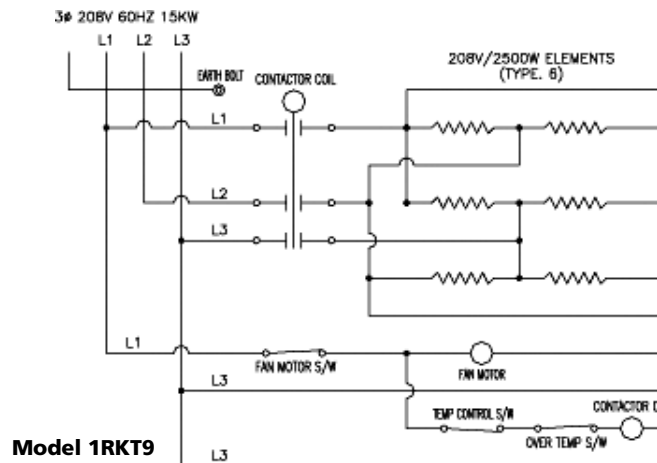 3ø 208V 60HZ 15KW
L1 L2 L3
208V/2500W ELEMENTS
(TYPE. 6)
EARTH BOLT
CONTACTOR COIL
L1
L2
L3
L1
FAN MOTOR S/W
FAN MOTOR
L3
TEMP CONTROL S/W
CONTACTOR C
OVER TEMP S/W
Model 1RKT9
L3